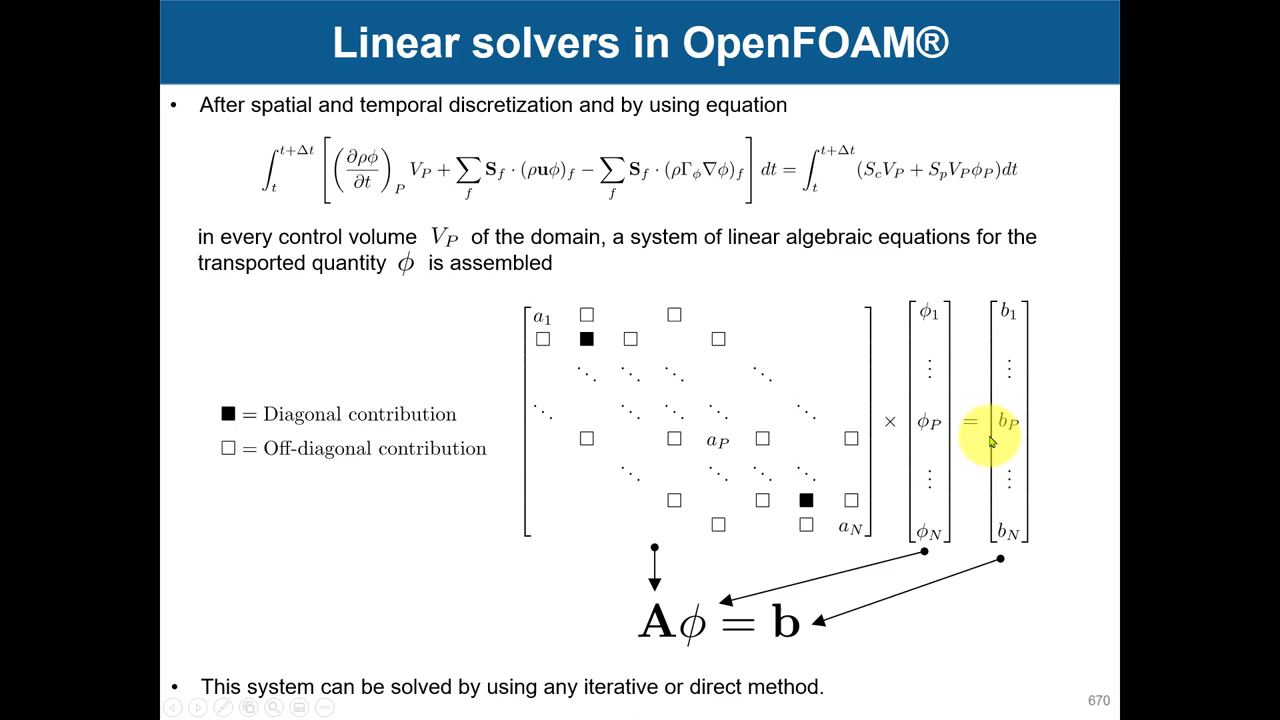 Linear solvers in OpenFOAM®
• After spatial and temporal discretization and by using equation
∫_t^{t+Δt} [ (∂ρϕ/∂t)_P V_P + ∑_f S_f · (ρuϕ)_f − ∑_f S_f · (ρΓ_ϕ∇ϕ)_f ] dt = ∫_t^{t+Δt} (S_c V_P + S_p V_P ϕ_P) dt
in every control volume V_P of the domain, a system of linear algebraic equations for the
transported quantity ϕ is assembled
a_1 □ □ ϕ_1 b_1
□ ■ □ □
⋱ ⋱ ⋱ ⋱ ⋮ ⋮
■ = Diagonal contribution
□ = Off-diagonal contribution
⋱ ⋱ ⋱ ⋱ ⋱ × ϕ_P = b_P
□ □ a_P □ □
⋱ ⋱ ⋱ ⋱ ⋮ ⋮
□ □ ■ □
□ □ a_N ϕ_N b_N
Aϕ = b
• This system can be solved by using any iterative or direct method.
670